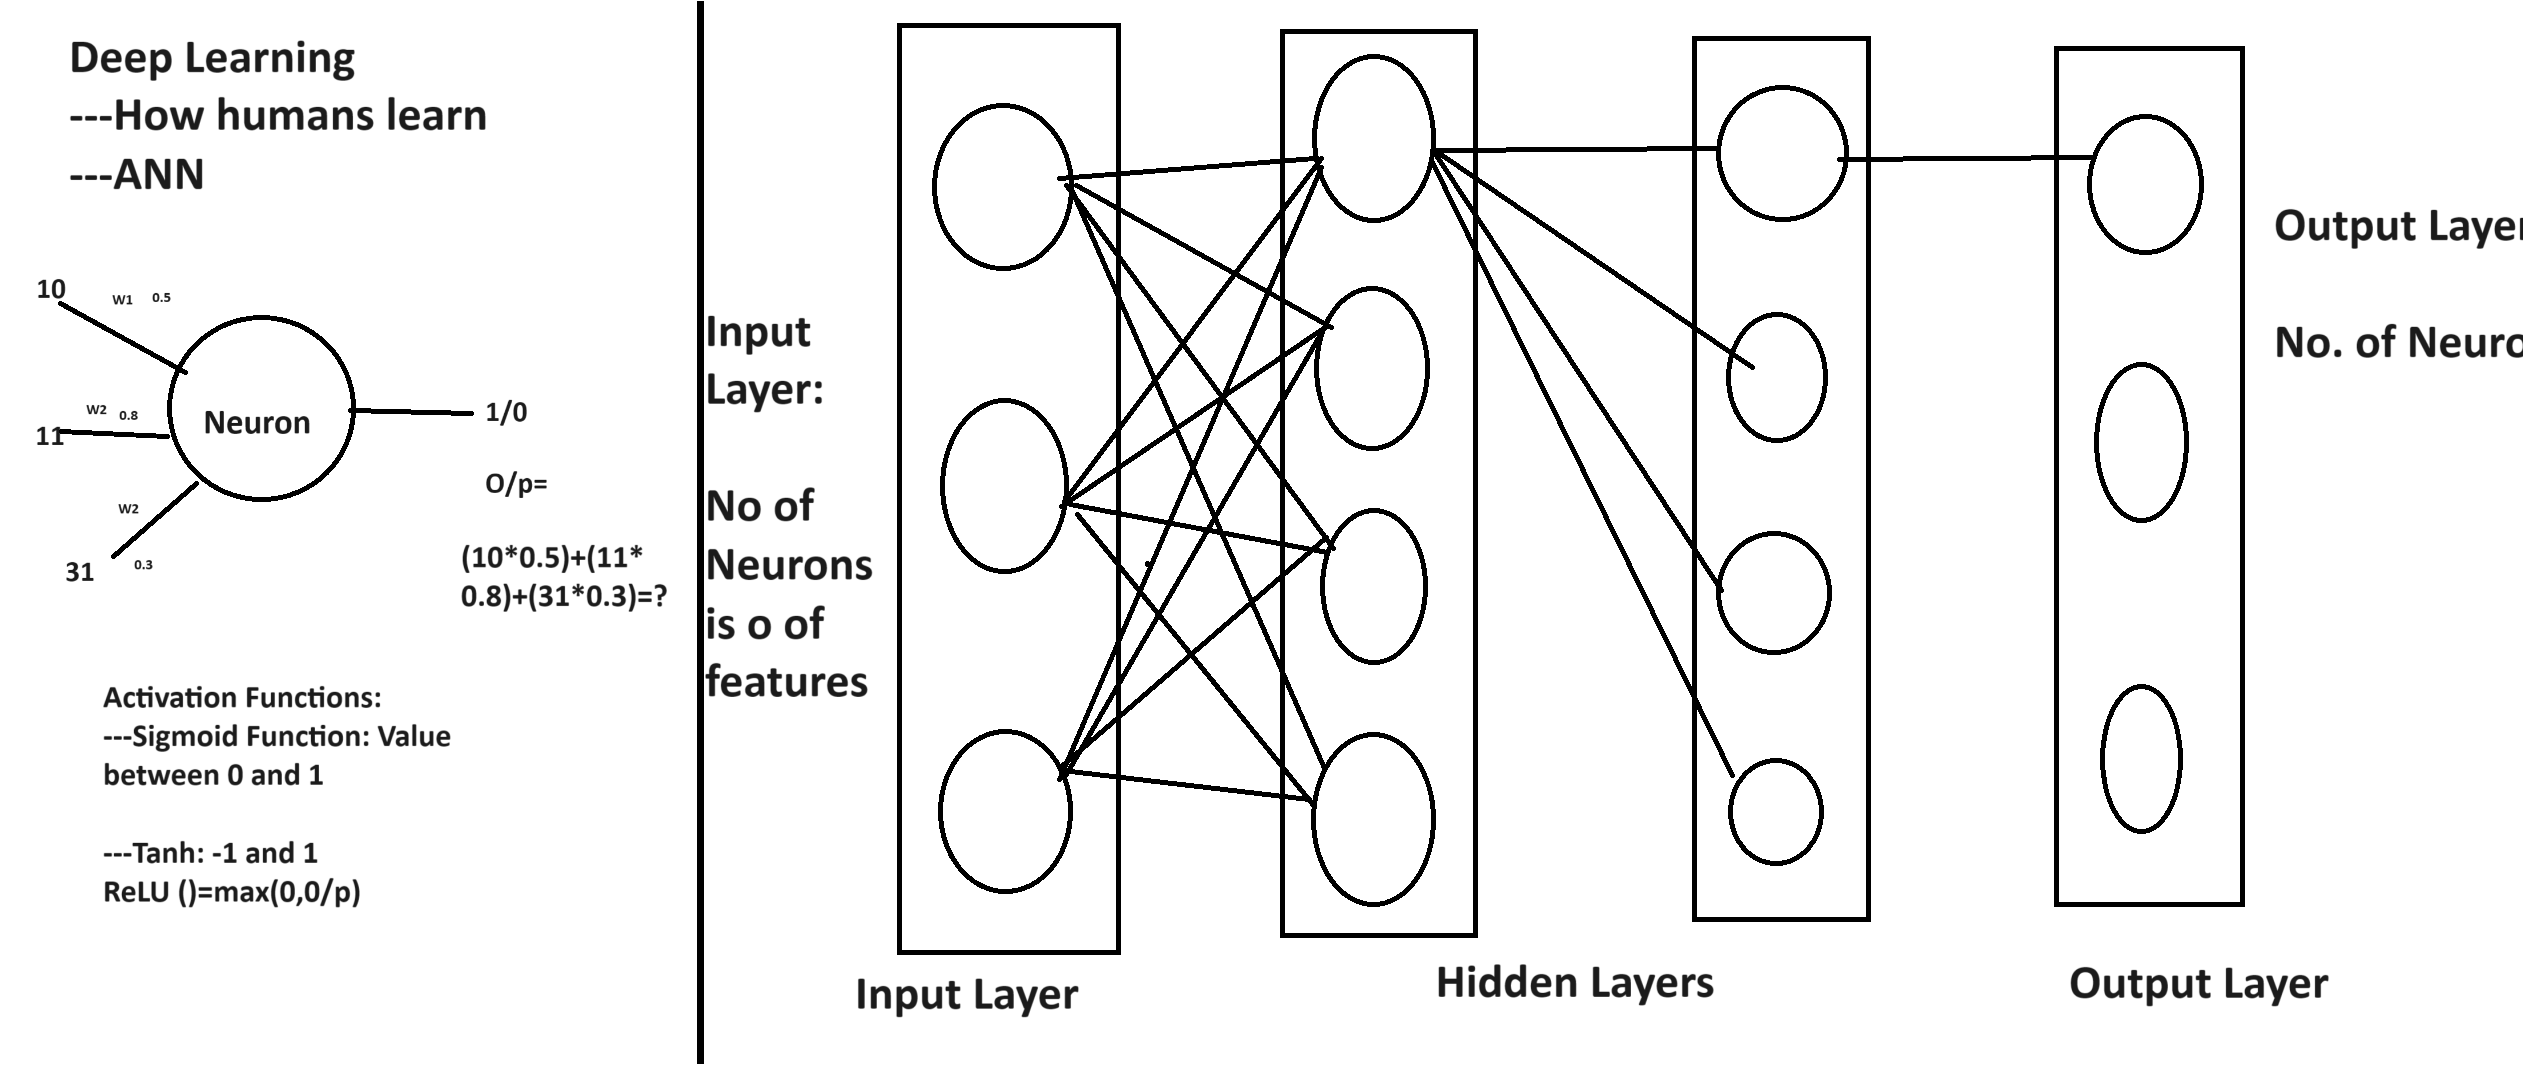 Deep Learning
---How humans learn
---ANN
10
W1 0.5
W2 0.8
11
Neuron
1/0
W2
31
0.3
O/p=
(10*0.5)+(11*
0.8)+(31*0.3)=?
Activation Functions:
---Sigmoid Function: Value
between 0 and 1
---Tanh: -1 and 1
ReLU ()=max(0,0/p)
Input
Layer:
No of
Neurons
is o of
features
Input Layer
Hidden Layers
Output Layer
Output Layer
No. of Neuro